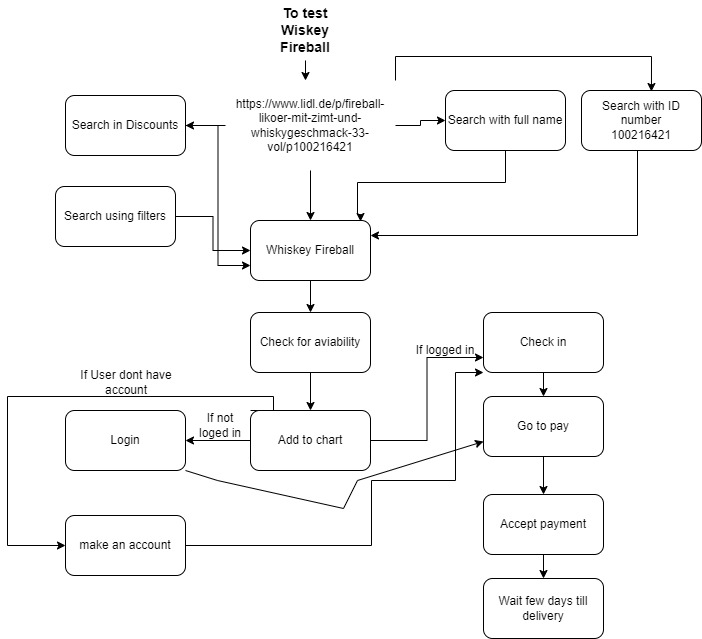 To test
Wiskey
Fireball
https://www.lidl.de/p/fireball-
likoer-mit-zimt-und-
whiskygeschmack-33-
vol/p100216421
Search in Discounts
Search with full name
Search with ID
number
100216421
Search using filters
Whiskey Fireball
Check for aviability
Check in
If logged in
If User dont have
account
If not
loged in
Login
Add to chart
Go to pay
make an account
Accept payment
Wait few days till
delivery